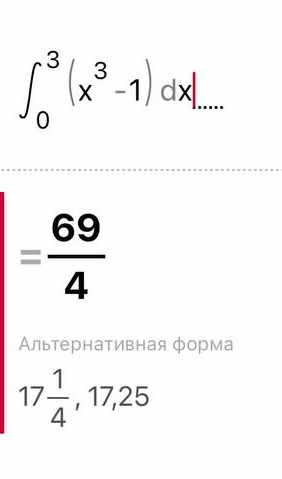 ∫₀³ (x³ -1) dx
= 69/4
Альтернативная форма
17 1/4 , 17,25